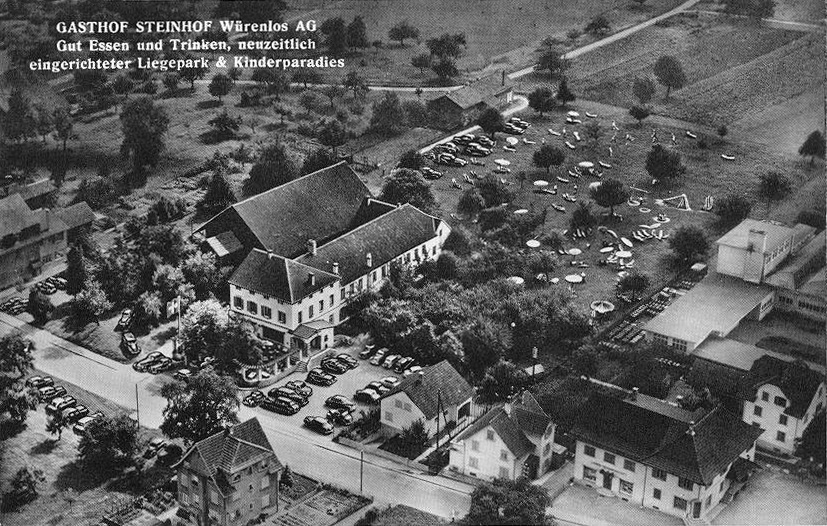 GASTHOF STEINHOF Würenlos AG
Gut Essen und Trinken, neuzeitlich
eingerichteter Liegepark & Kinderparadies